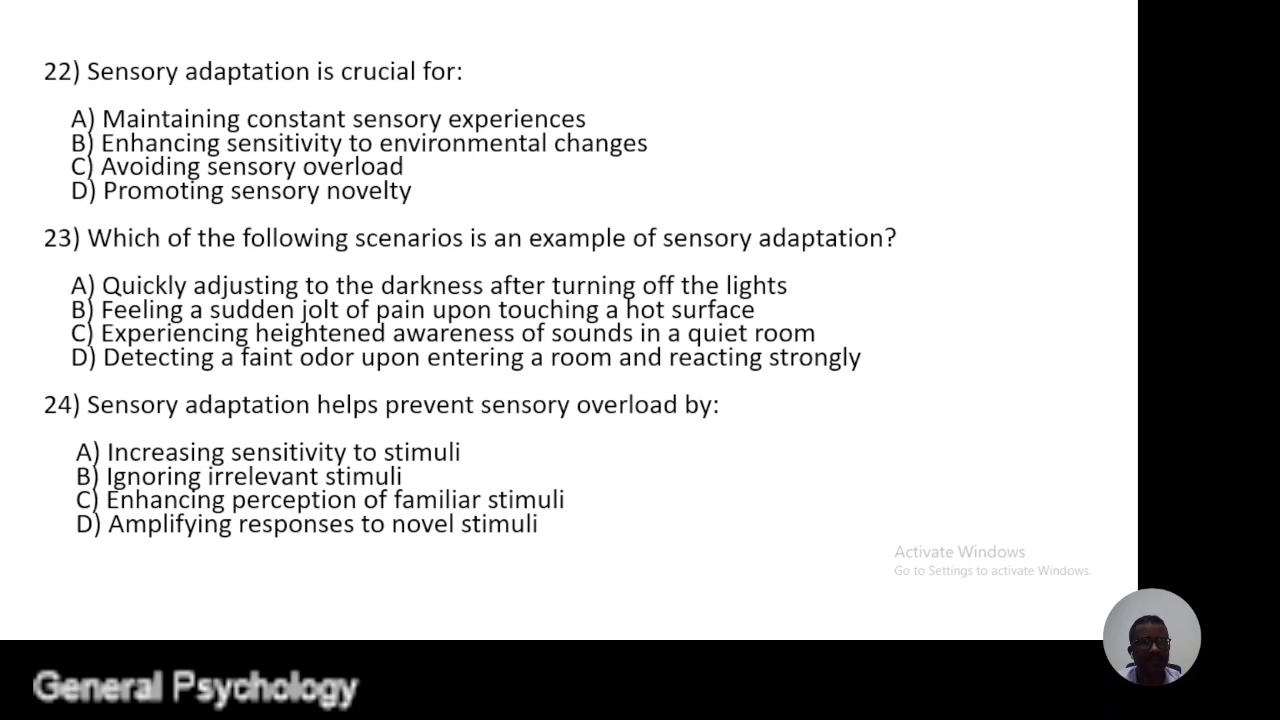 22) Sensory adaptation is crucial for:
A) Maintaining constant sensory experiences
B) Enhancing sensitivity to environmental changes
C) Avoiding sensory overload
D) Promoting sensory novelty
23) Which of the following scenarios is an example of sensory adaptation?
A) Quickly adjusting to the darkness after turning off the lights
B) Feeling a sudden jolt of pain upon touching a hot surface
C) Experiencing heightened awareness of sounds in a quiet room
D) Detecting a faint odor upon entering a room and reacting strongly
24) Sensory adaptation helps prevent sensory overload by:
A) Increasing sensitivity to stimuli
B) Ignoring irrelevant stimuli
C) Enhancing perception of familiar stimuli
D) Amplifying responses to novel stimuli
Activate Windows
Go to Settings to activate Windows.
General Psychology